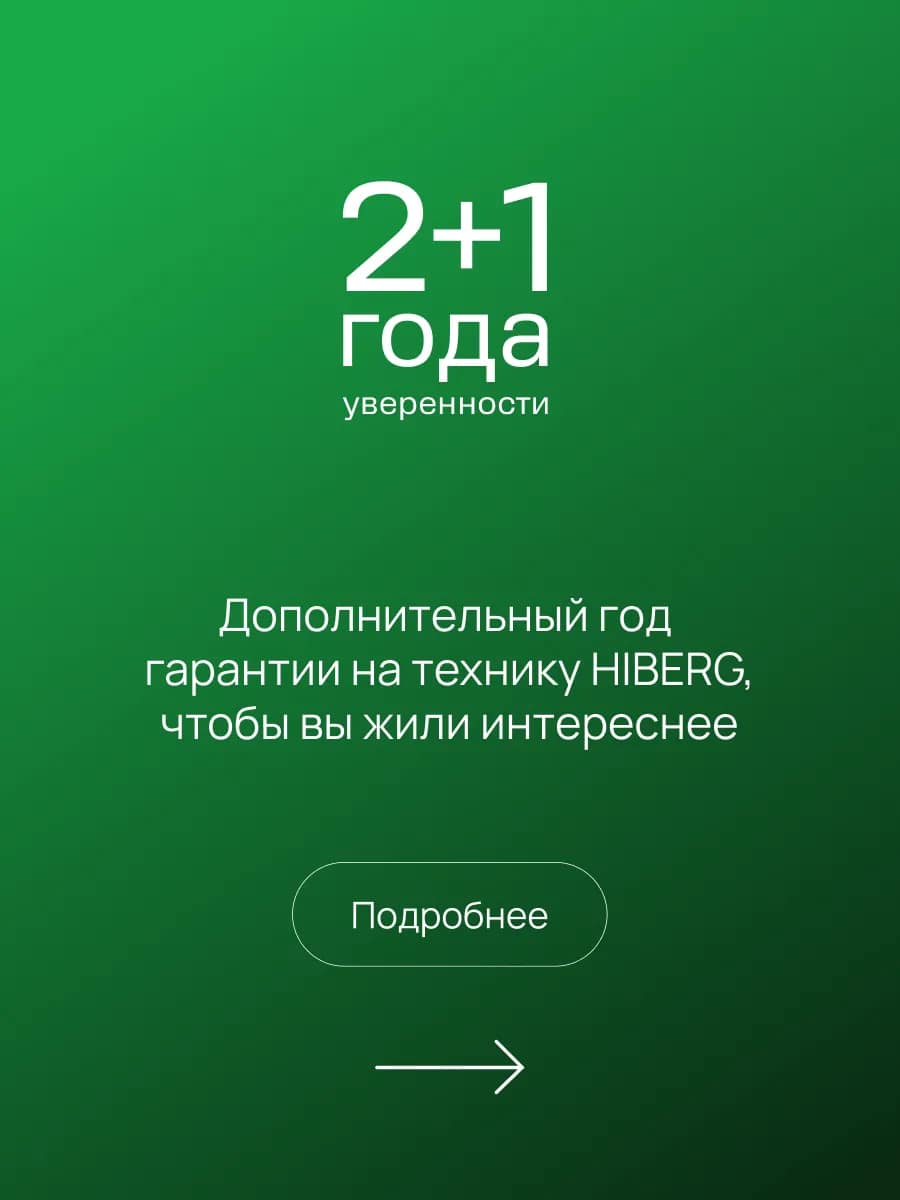 2+1
года
уверенности
Дополнительный год
гарантии на технику HIBERG,
чтобы вы жили интереснее
Подробнее